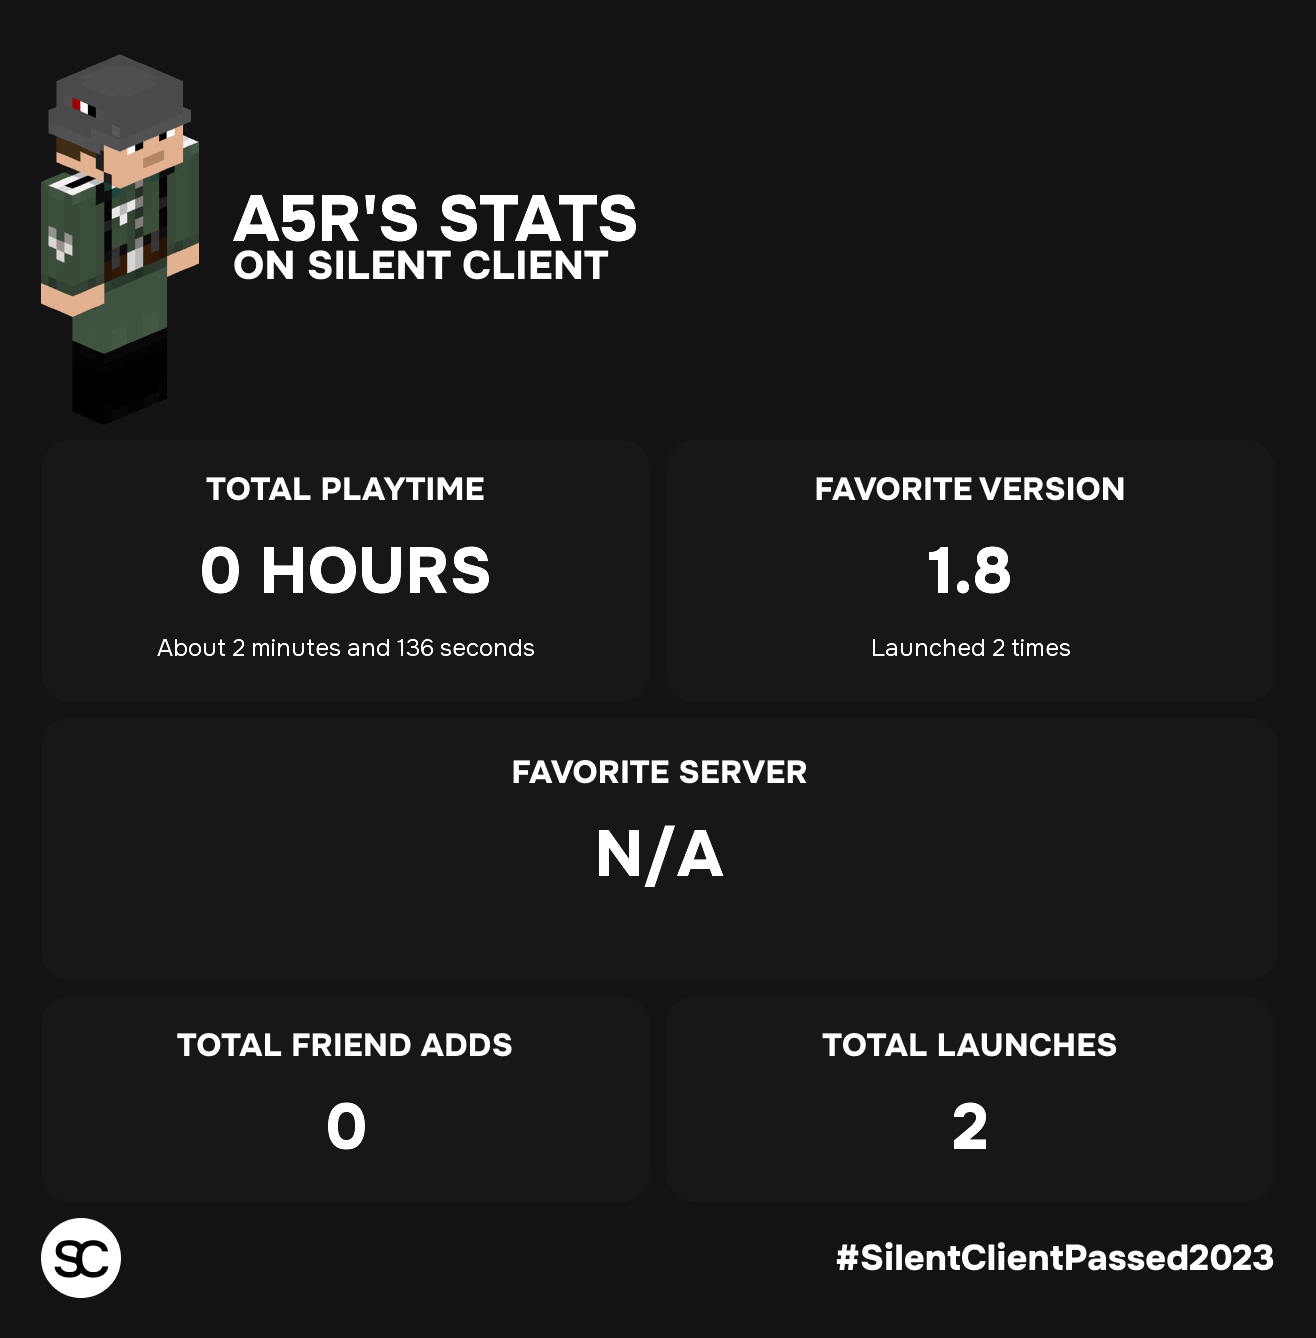 A5R'S STATS
ON SILENT CLIENT
TOTAL PLAYTIME
0 HOURS
About 2 minutes and 136 seconds
FAVORITE VERSION
1.8
Launched 2 times
FAVORITE SERVER
N/A
TOTAL FRIEND ADDS
0
TOTAL LAUNCHES
2
SC
#SilentClientPassed2023